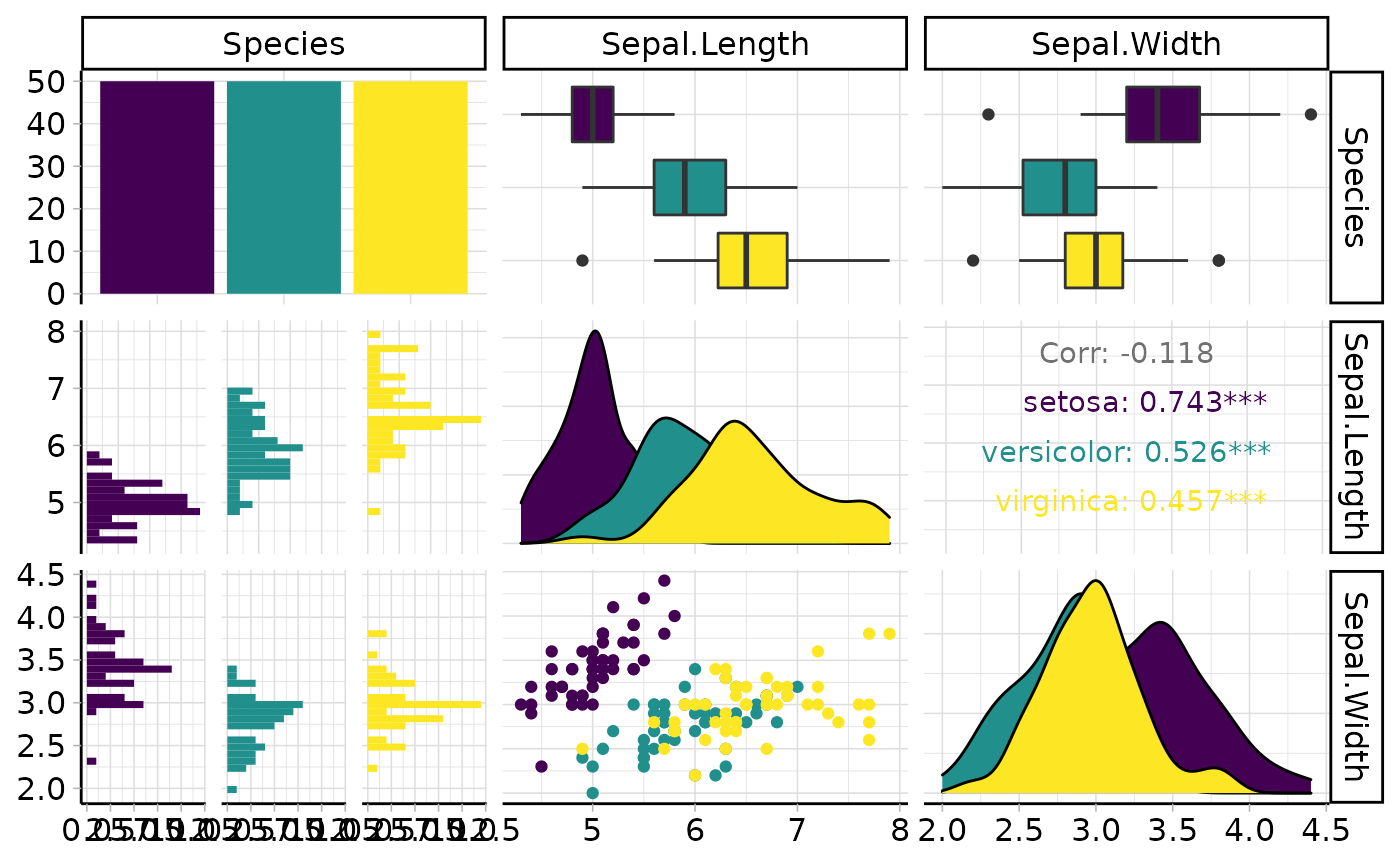 Species Sepal.Length Sepal.Width
50
40
30
20
10
0
Species
8
7
6
5
Corr: -0.118
setosa: 0.743***
versicolor: 0.526***
virginica: 0.457***
Sepal.Length
4.5
4.0
3.5
3.0
2.5
2.0
Sepal.Width
5 6 7 8 2.0 2.5 3.0 3.5 4.0 4.5